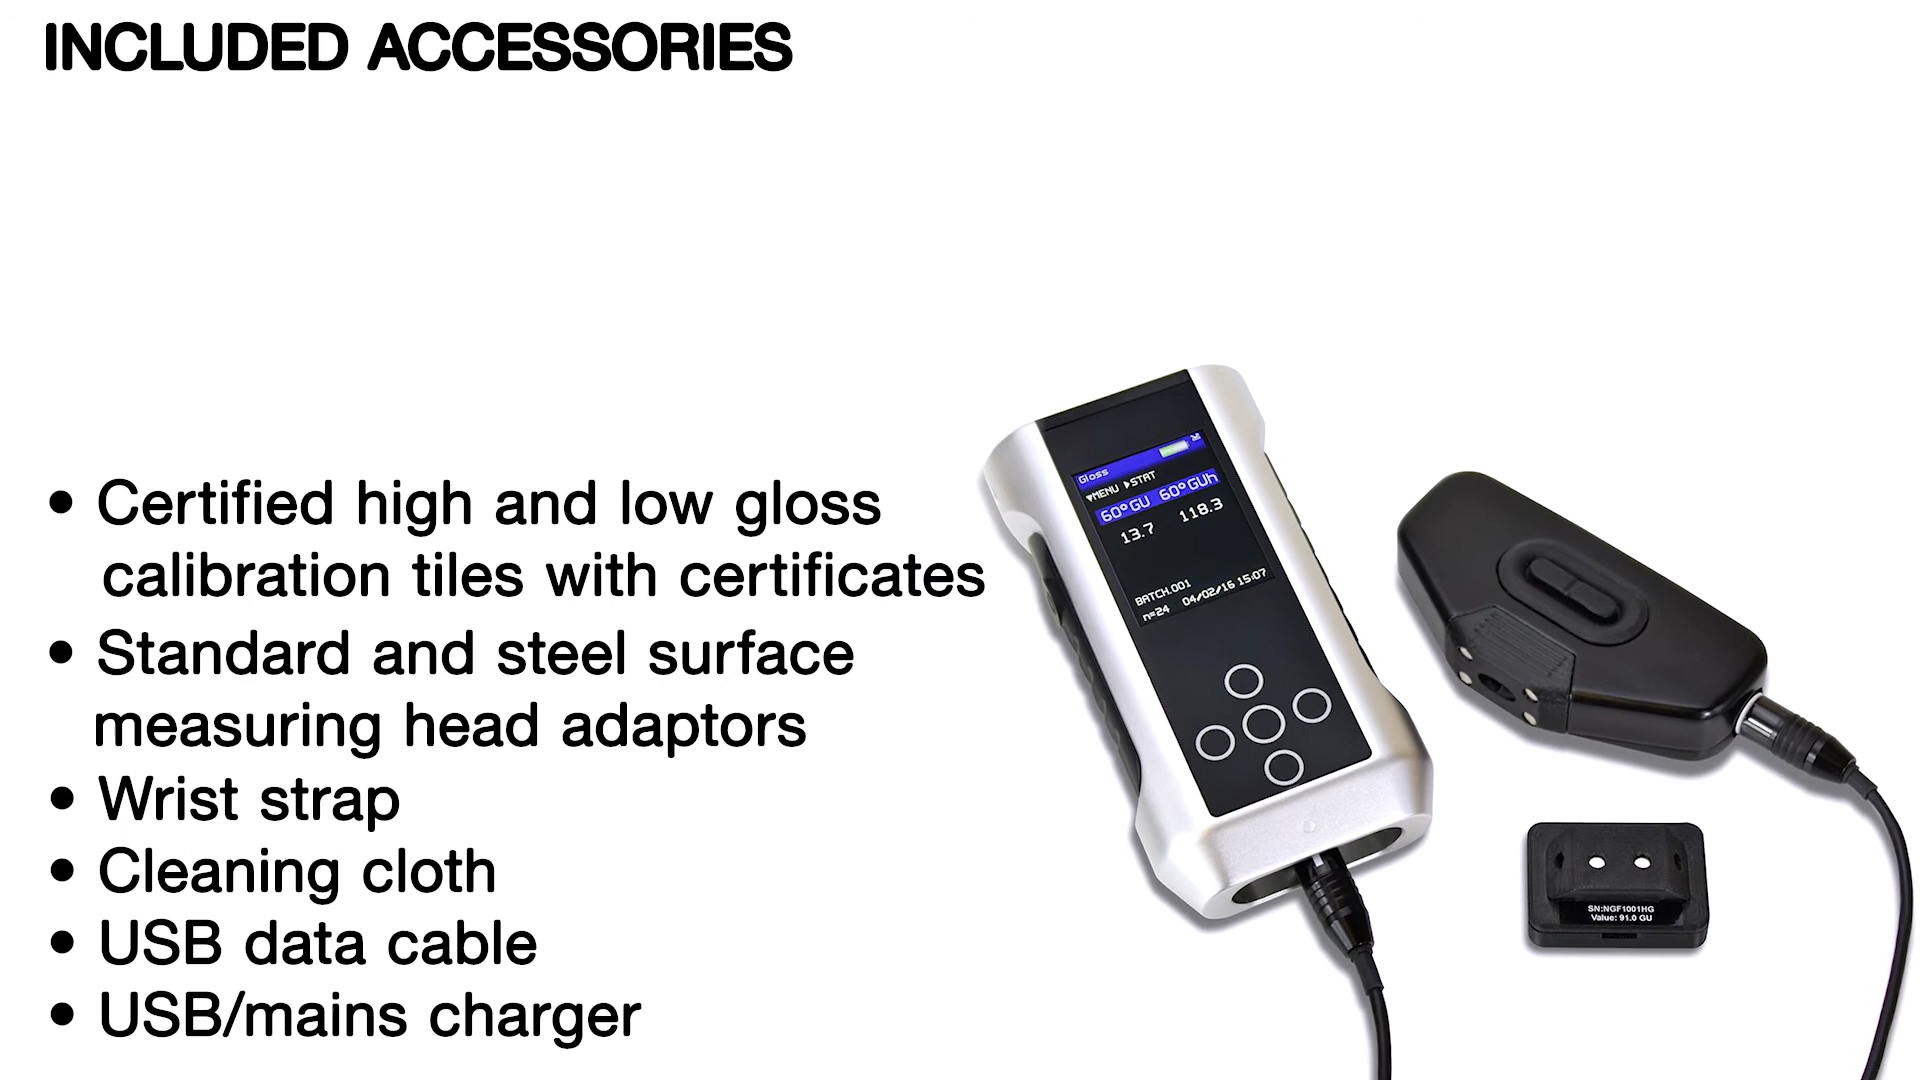 INCLUDED ACCESSORIES
• Certified high and low gloss
calibration tiles with certificates
• Standard and steel surface
measuring head adaptors
• Wrist strap
• Cleaning cloth
• USB data cable
• USB/mains charger
Gloss
▼MENU ▶STAT
60°GU 60°GUh
13.7 118.3
BATCH.001
n=24 04/02/16 15:07
SN:NGF1001HG
Value: 91.0 GU